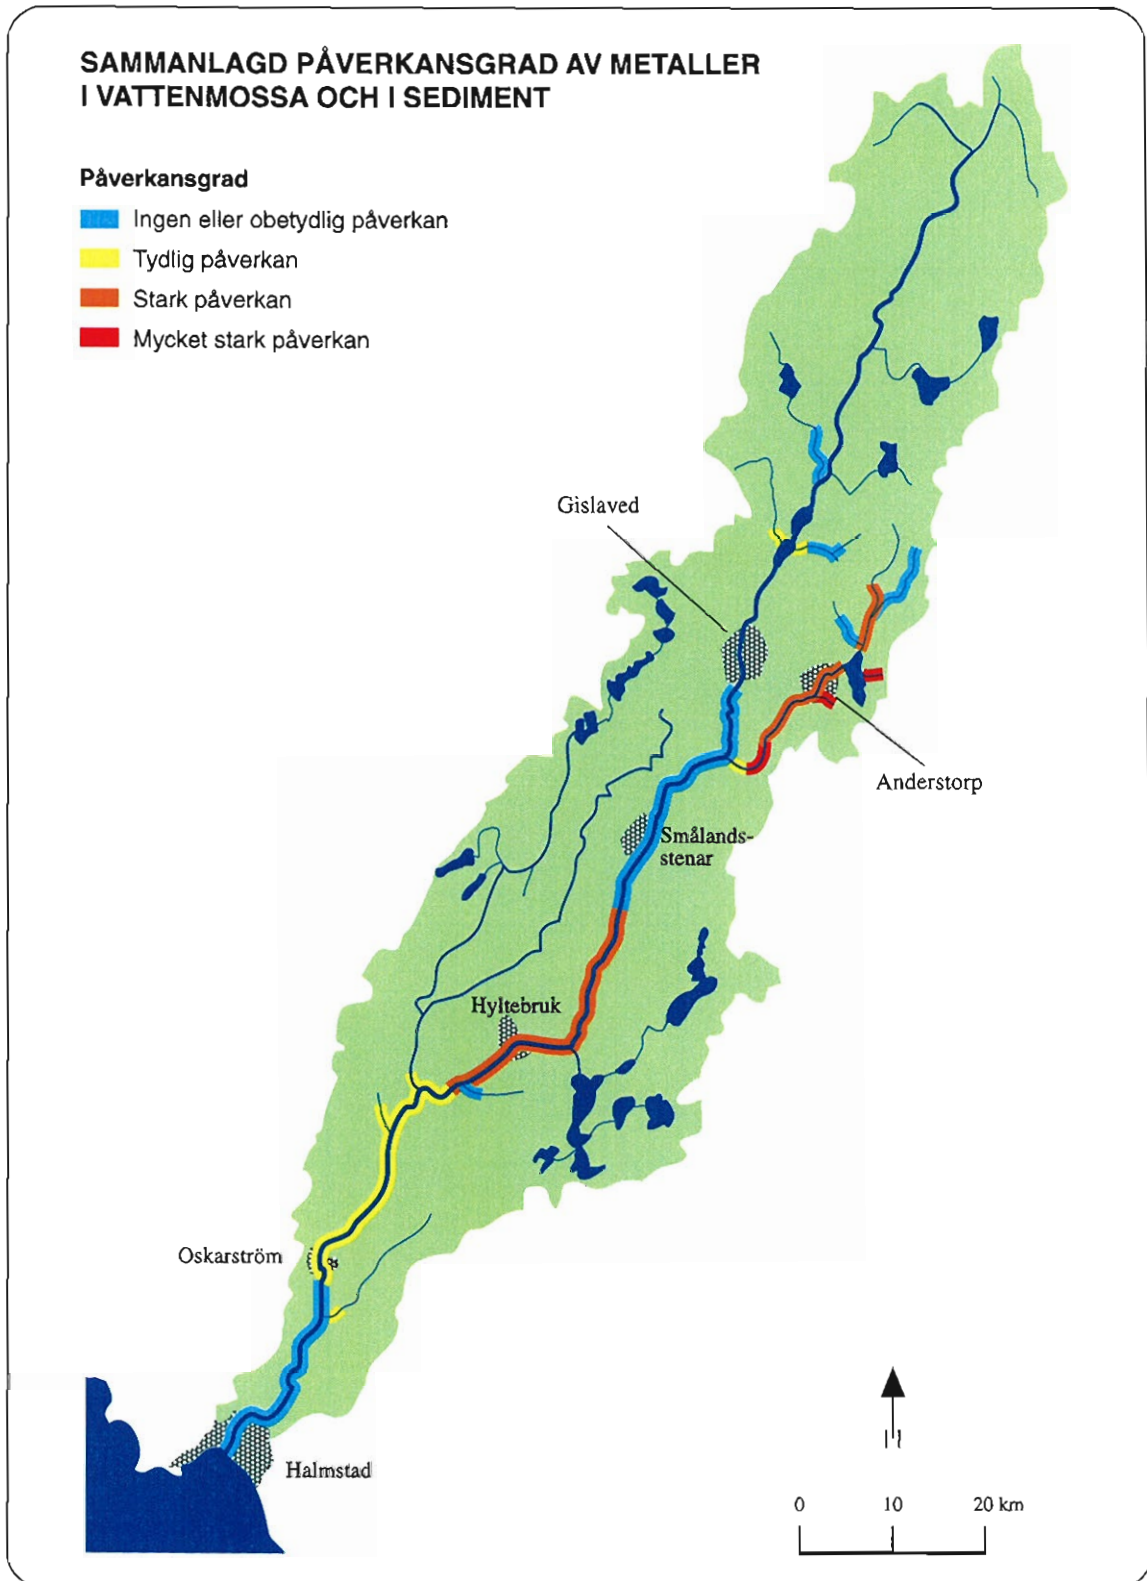 SAMMANLAGD PÅVERKANSGRAD AV METALLER
I VATTENMOSSA OCH I SEDIMENT
Påverkansgrad
Ingen eller obetydlig påverkan
Tydlig påverkan
Stark påverkan
Mycket stark påverkan
Gislaved
Anderstorp
Smålands-
stenar
Hyltebruk
Oskarström
Halmstad
0 10 20 km